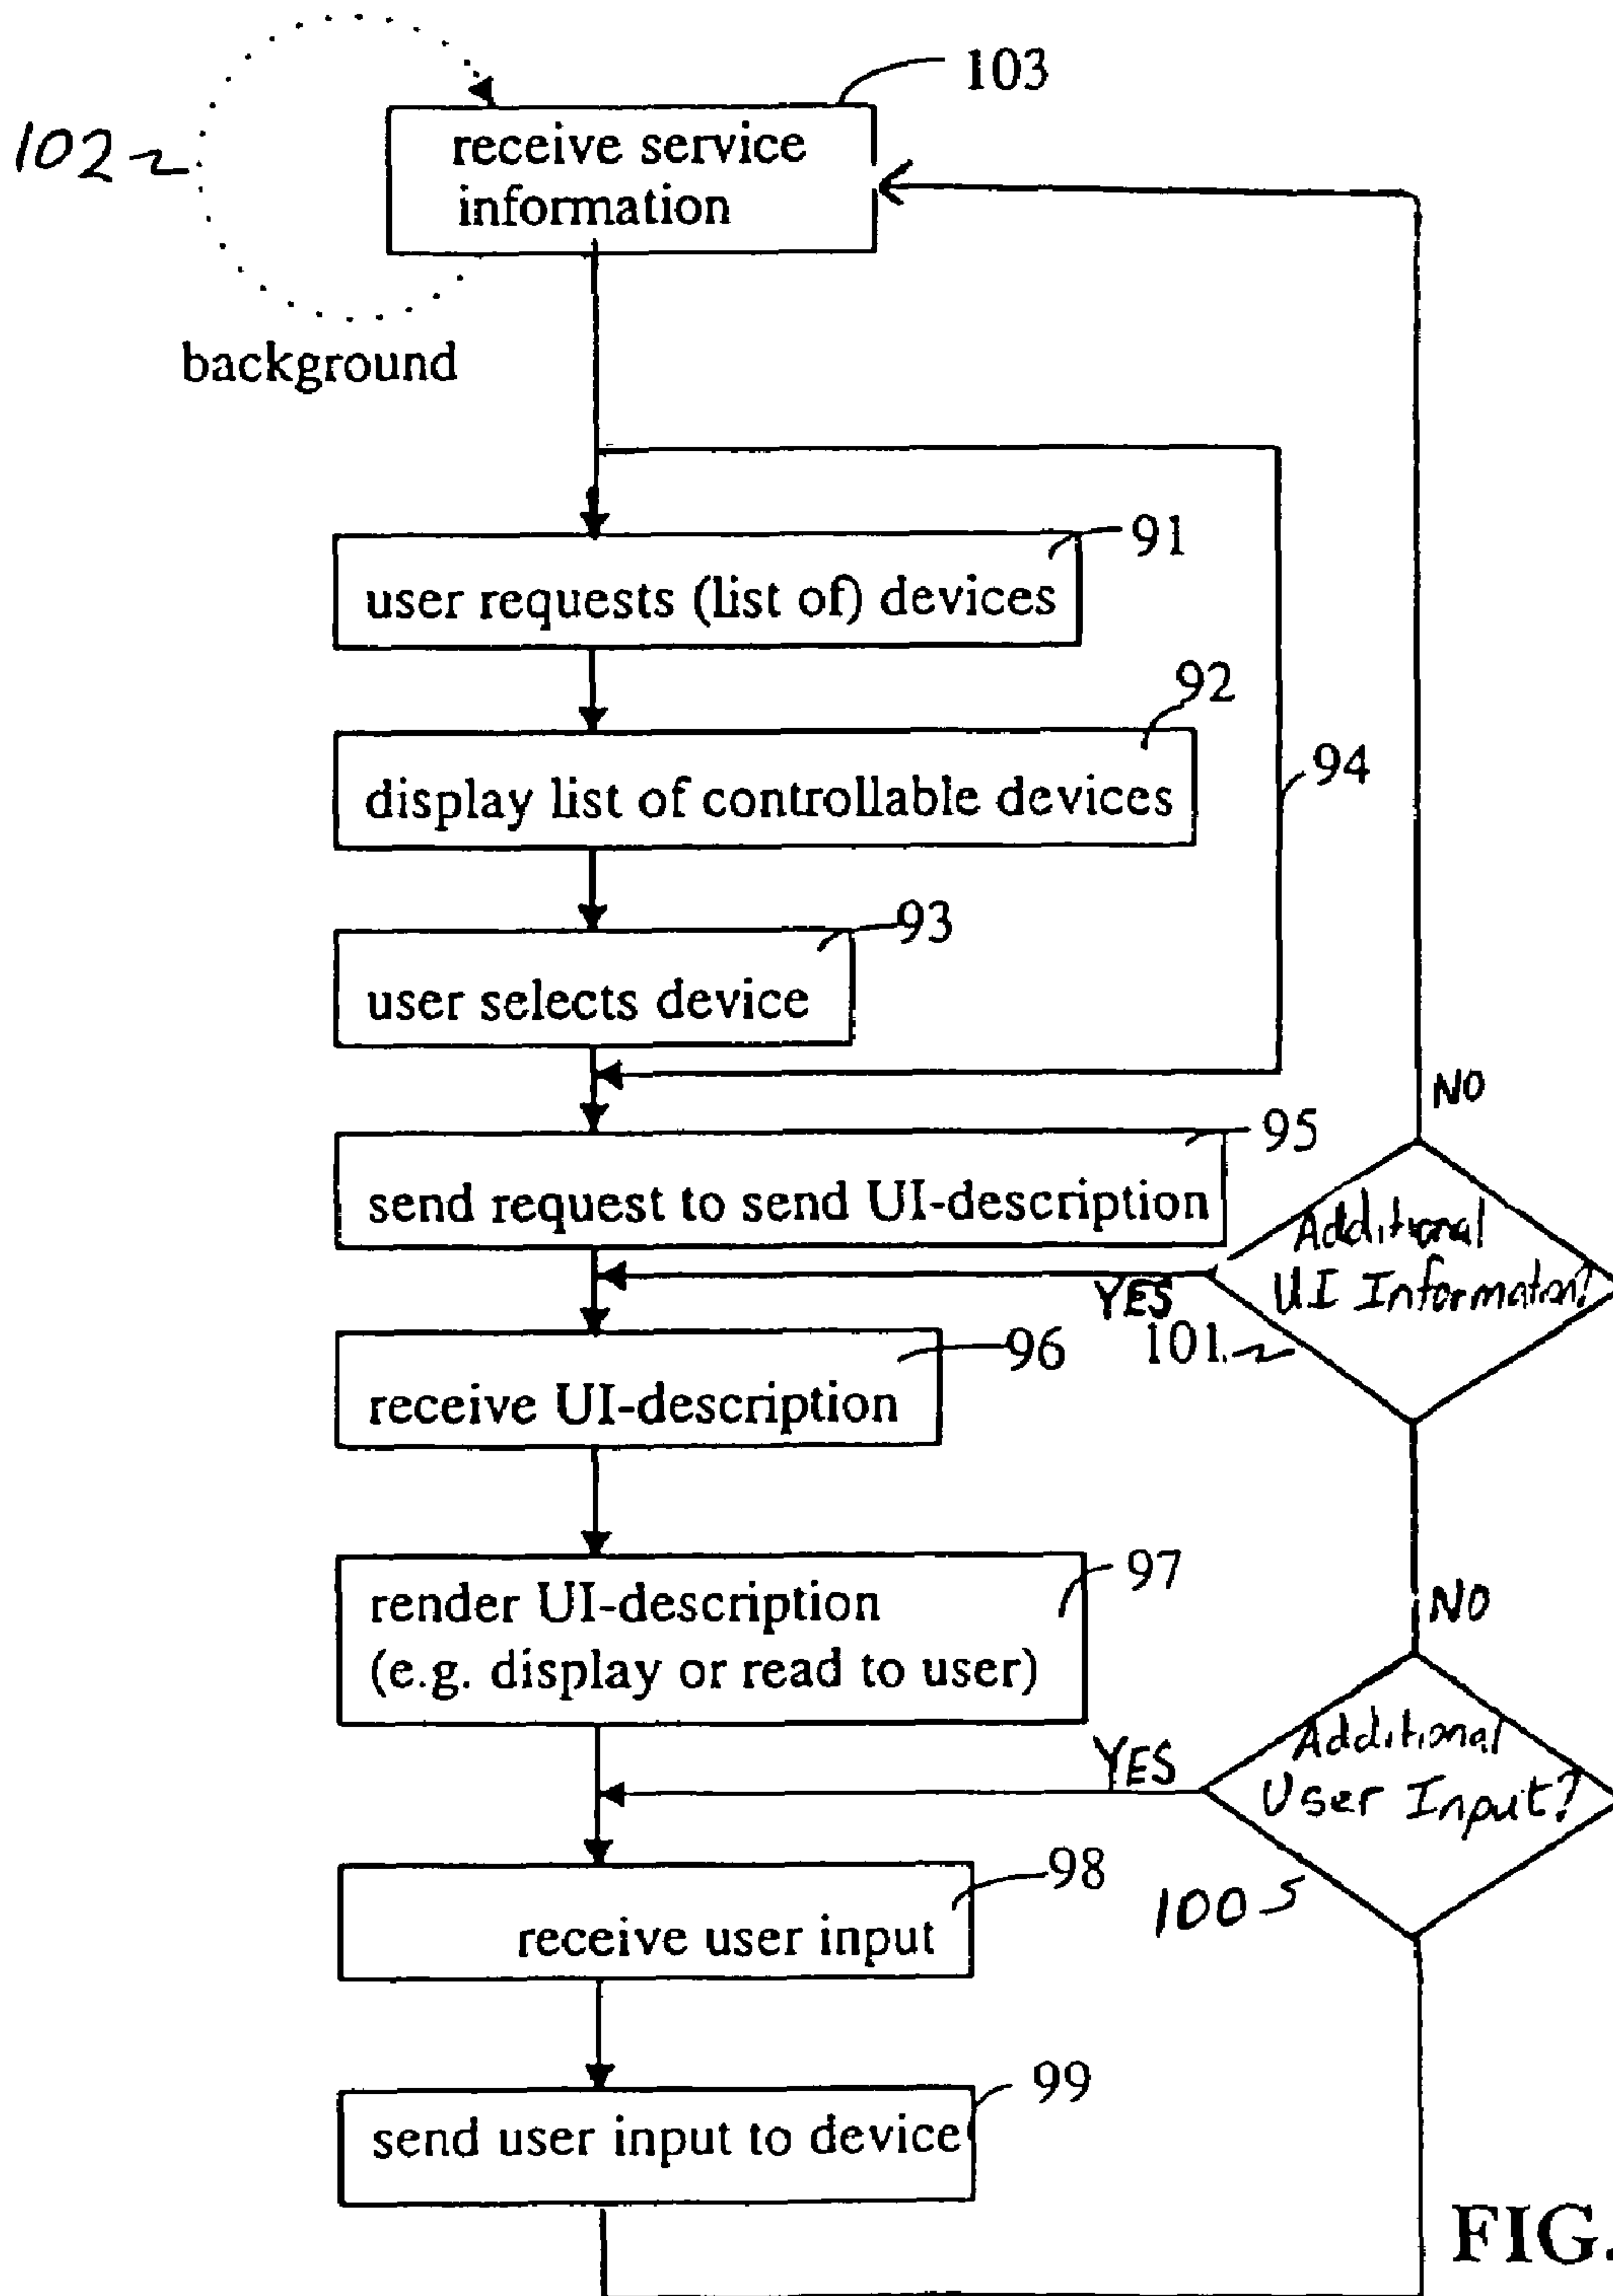 103
receive service
information
102
background
91
user requests (list of) devices
92
display list of controllable devices
94
93
user selects device
NO
95
send request to send UI-description
Additional
UI Informaton?
YES
101
96
receive UI-description
97
render UI-description
(e.g. display or read to user)
NO
YES
Additional
User Input?
98
receive user input
100
99
send user input to device
FIG.